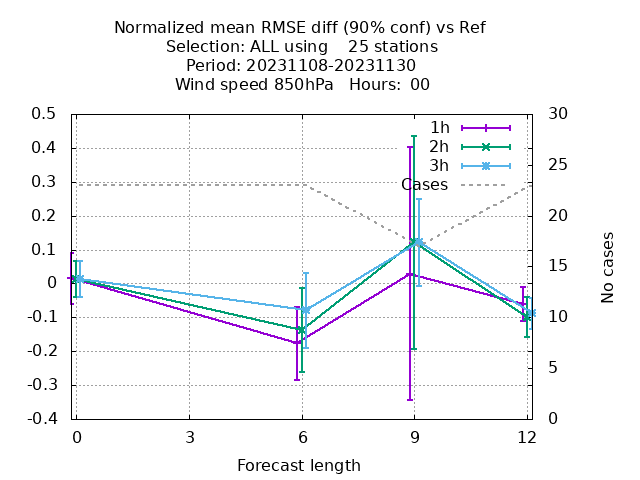 Normalized mean RMSE diff (90% conf) vs Ref
Selection: ALL using    25 stations
Period: 20231108-20231130
Wind speed 850hPa   Hours: 00
0.5
0.4
0.3
0.2
0.1
0
-0.1
-0.2
-0.3
-0.4
1h
2h
3h
Cases
30
25
20
15
10
5
0
No cases
0 3 6 9 12
Forecast length